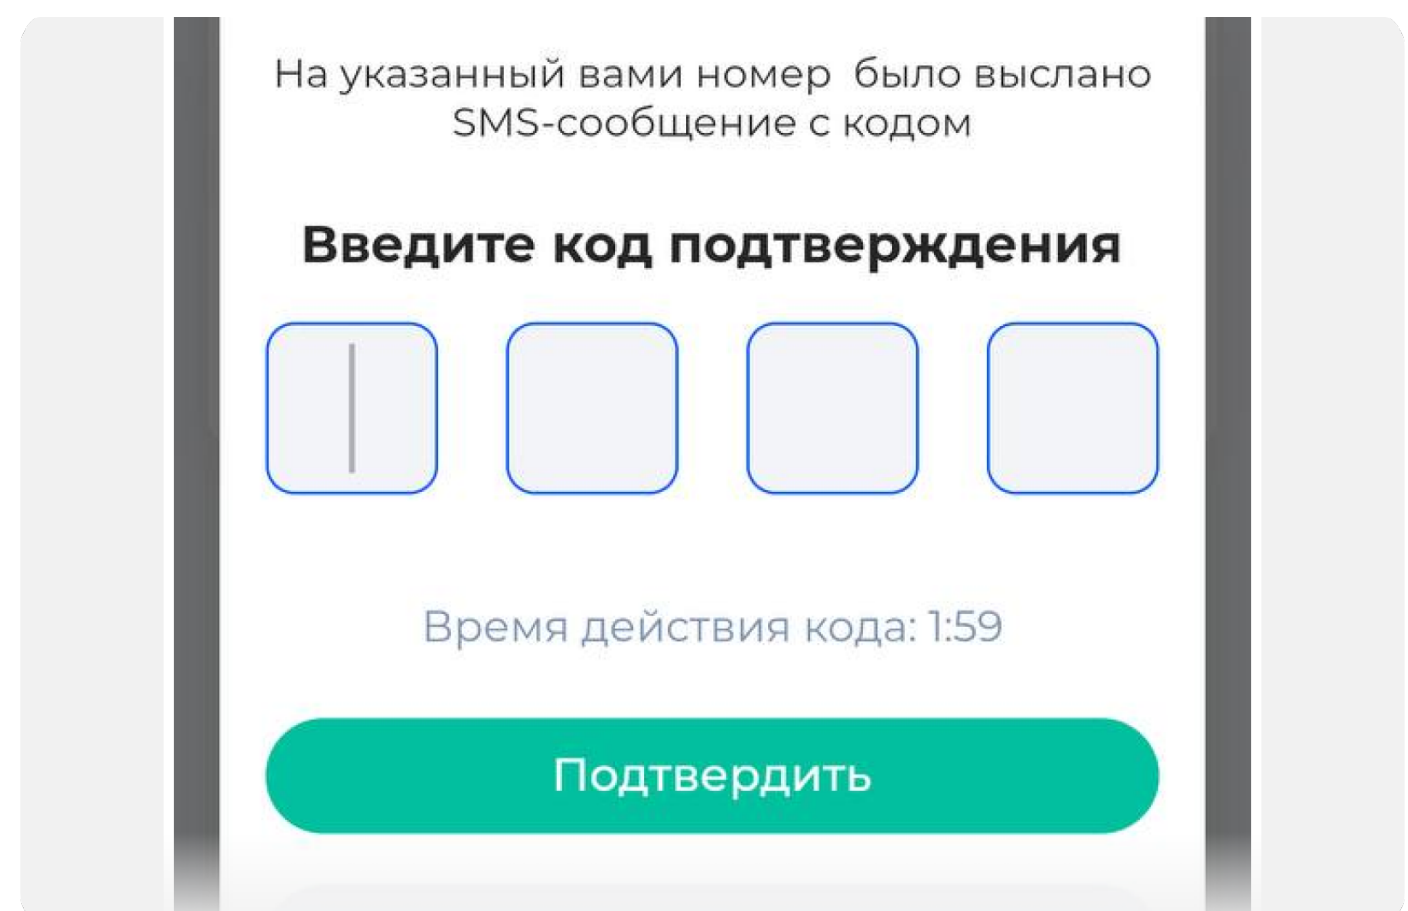 На указанный вами номер  было выслано
SMS-сообщение с кодом
Введите код подтверждения
Время действия кода: 1:59
Подтвердить